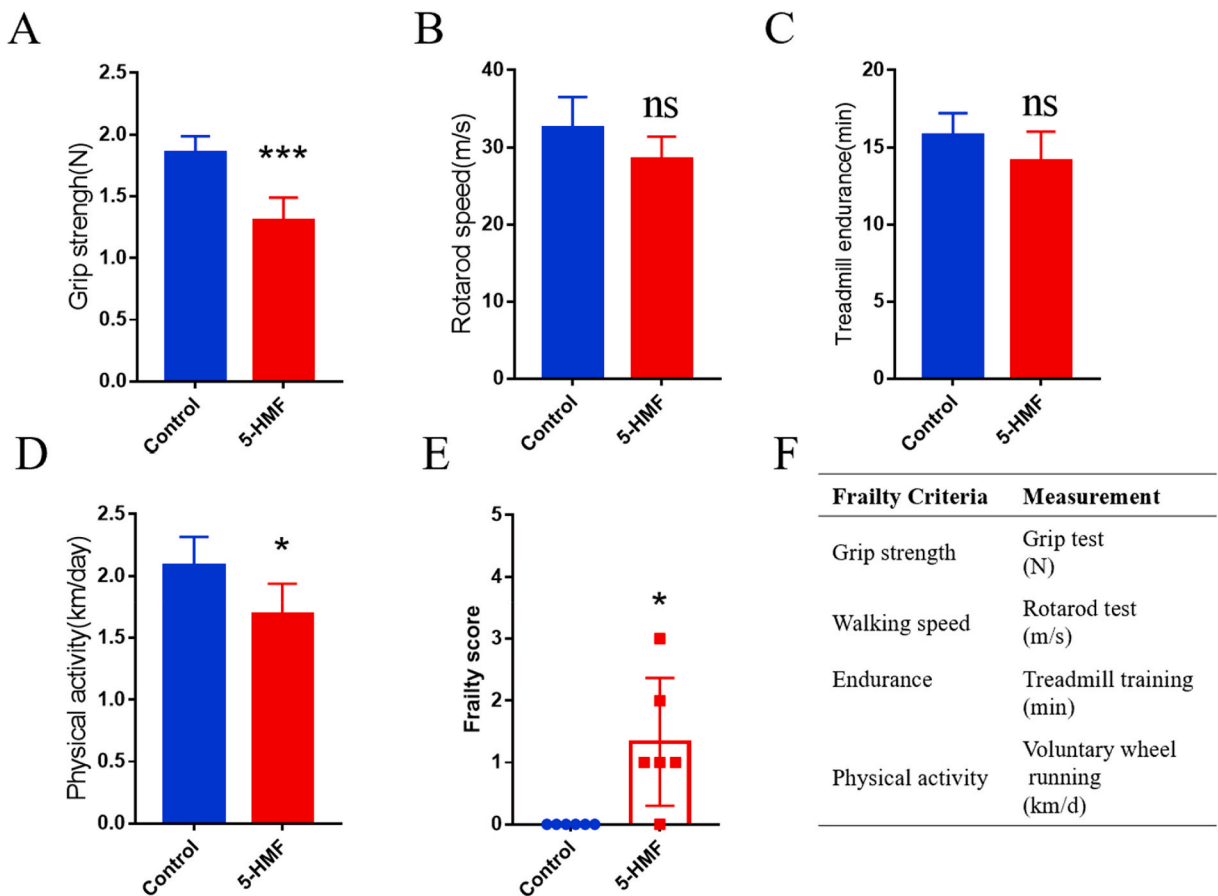 A
Grip strengh(N)
2.5
2.0
1.5
1.0
0.5
0.0
***
Control
5-HMF
B
Rotarod speed(m/s)
40
30
20
10
0
ns
Control
5-HMF
C
Treadmill endurance(min)
20
15
10
5
0
ns
Control
5-HMF
D
Physical activity(km/day)
2.5
2.0
1.5
1.0
0.5
0.0
*
Control
5-HMF
E
Frailty score
5
4
3
2
1
0
*
Control
5-HMF
F
Frailty Criteria Measurement
Grip strength
Grip test
(N)
Walking speed
Rotarod test
(m/s)
Endurance
Treadmill training
(min)
Physical activity
Voluntary wheel
running
(km/d)